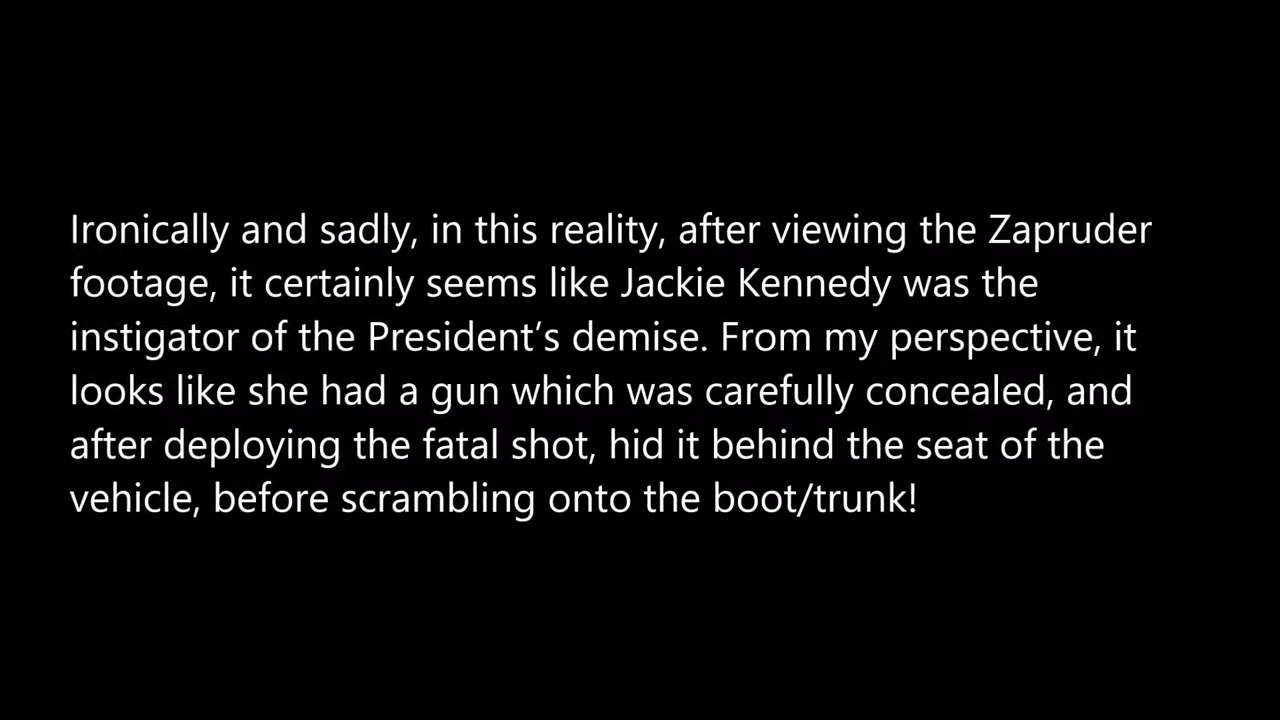 Ironically and sadly, in this reality, after viewing the Zapruder
footage, it certainly seems like Jackie Kennedy was the
instigator of the President‘s demise. From my perspective, it
looks like she had a gun which was carefully concealed, and
after deploying the fatal shot, hid it behind the seat of the
vehicle, before scrambling onto the boot/trunk!